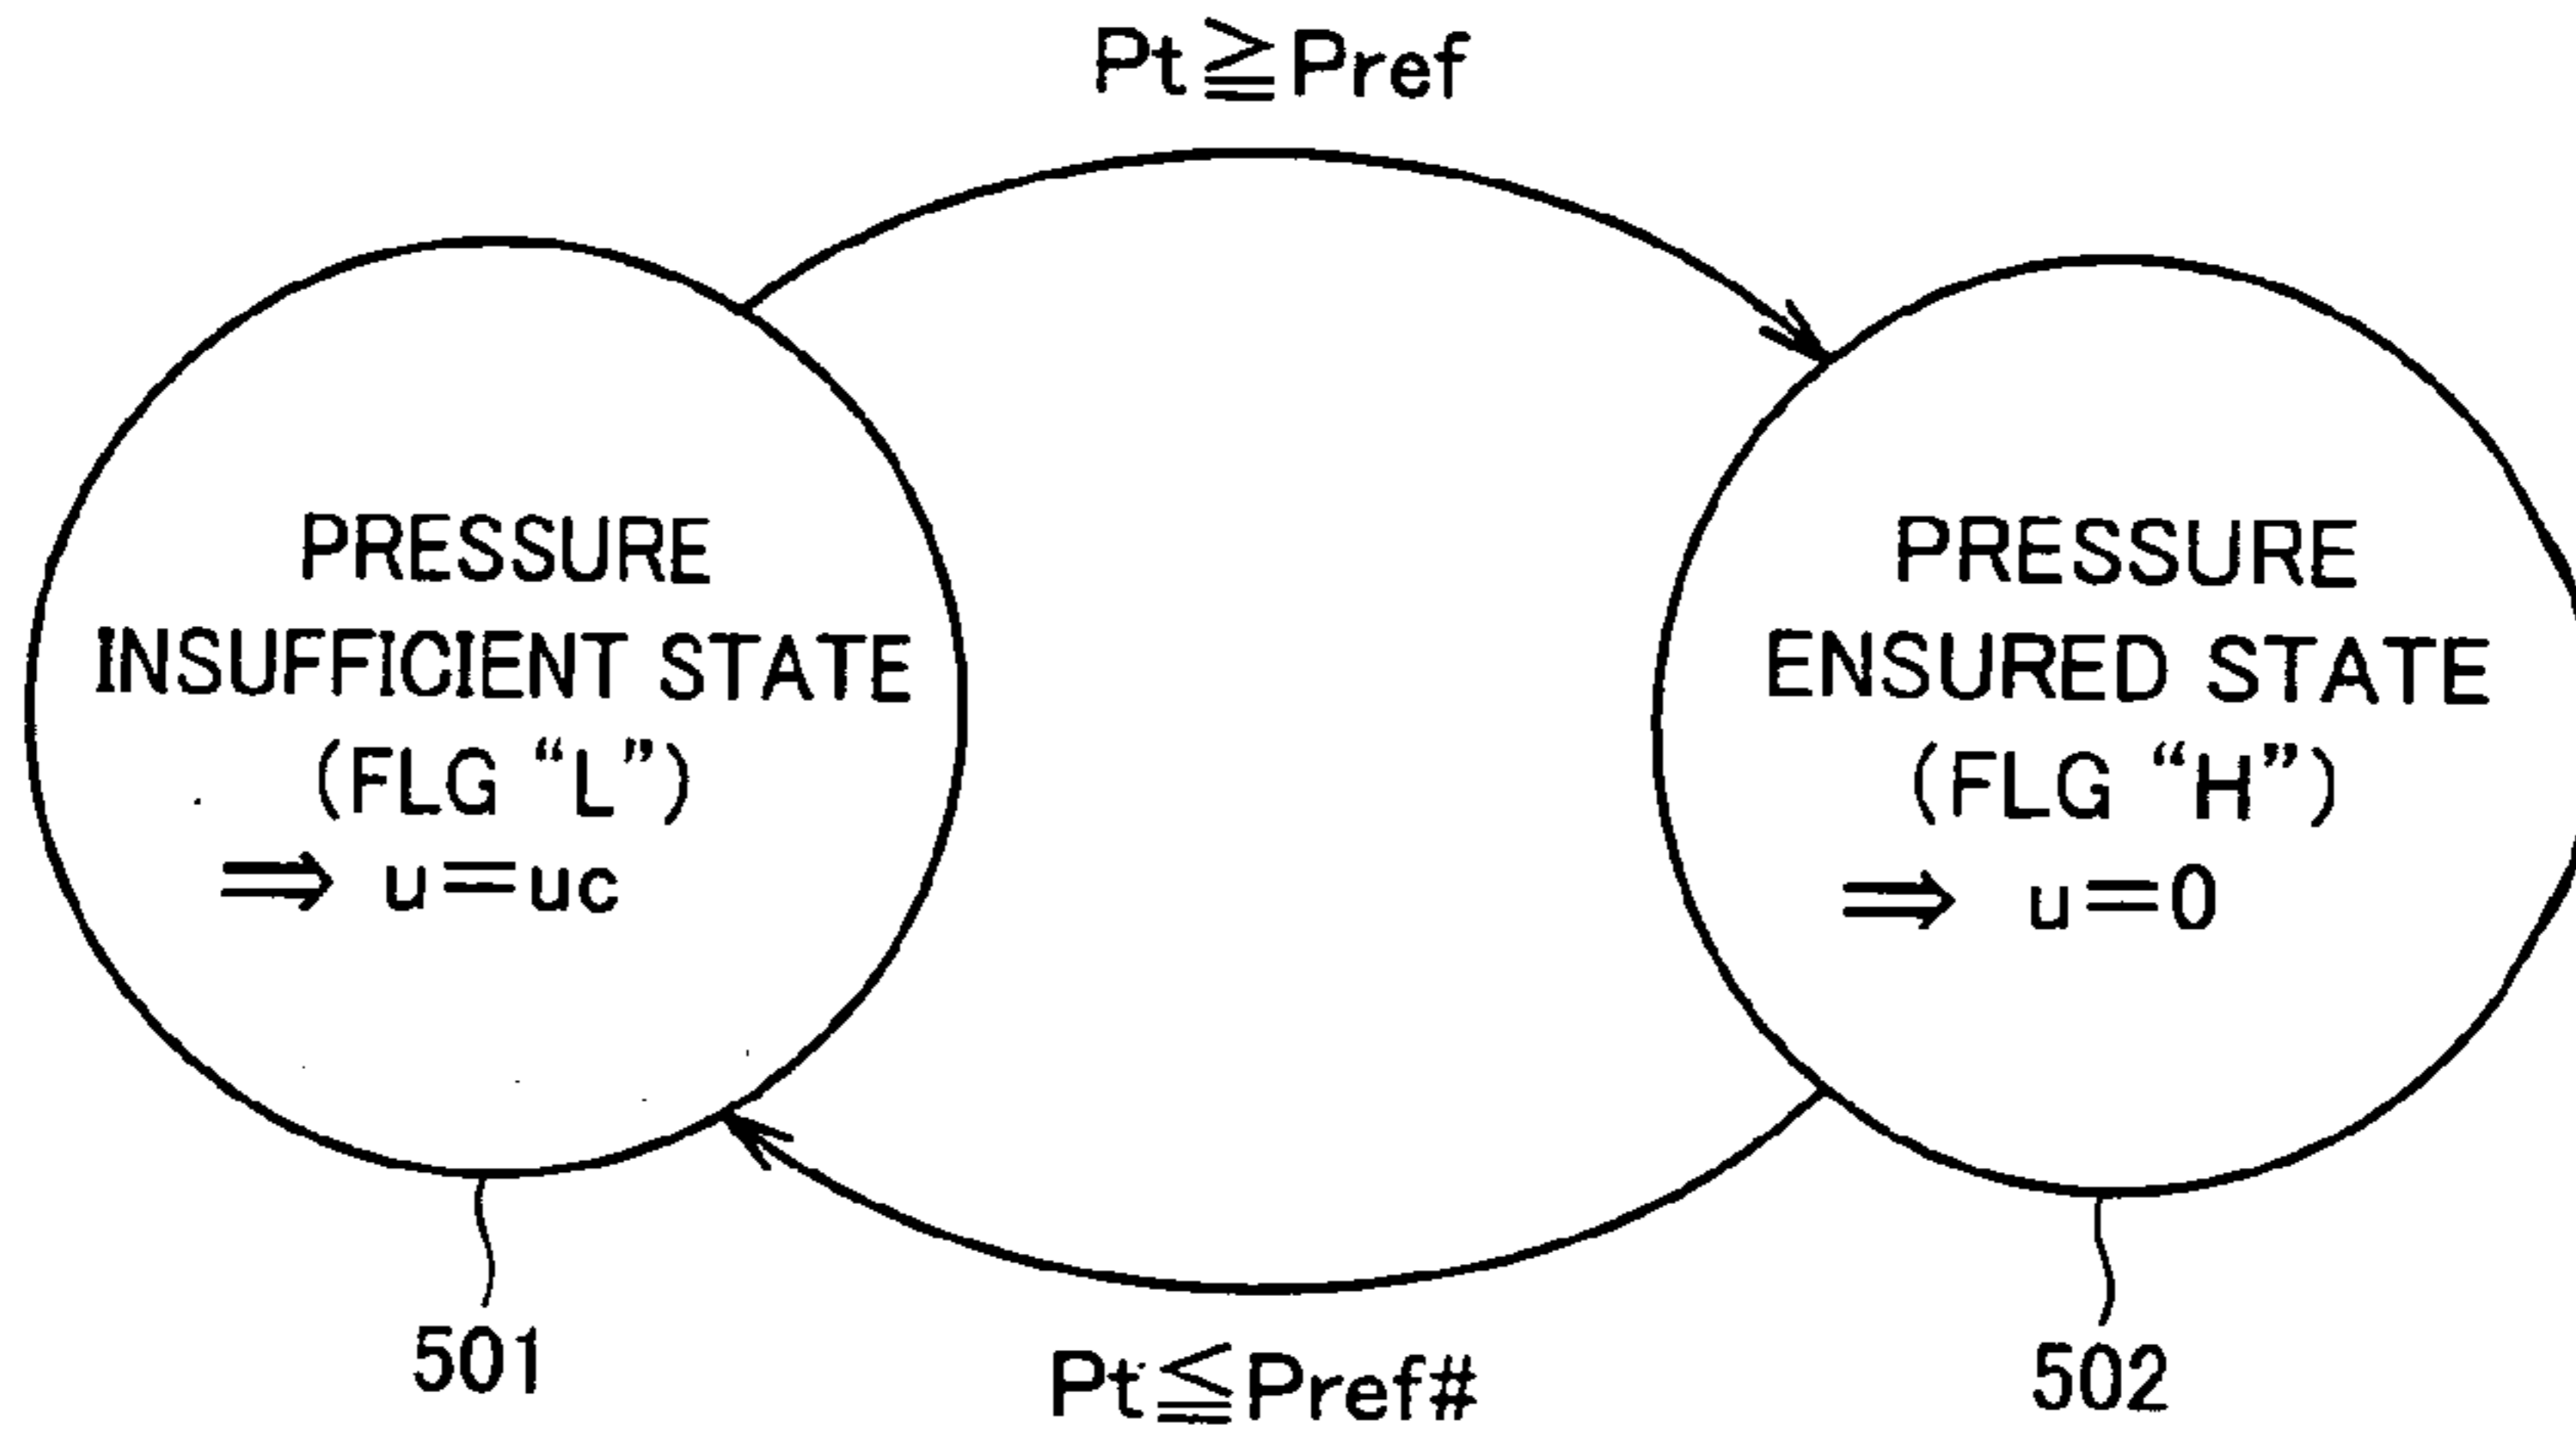 Pt≧Pref
PRESSURE
INSUFFICIENT STATE
(FLG “L”)
⇒ u=uc
PRESSURE
ENSURED STATE
(FLG “H”)
⇒ u=0
501
Pt≦Pref#
502